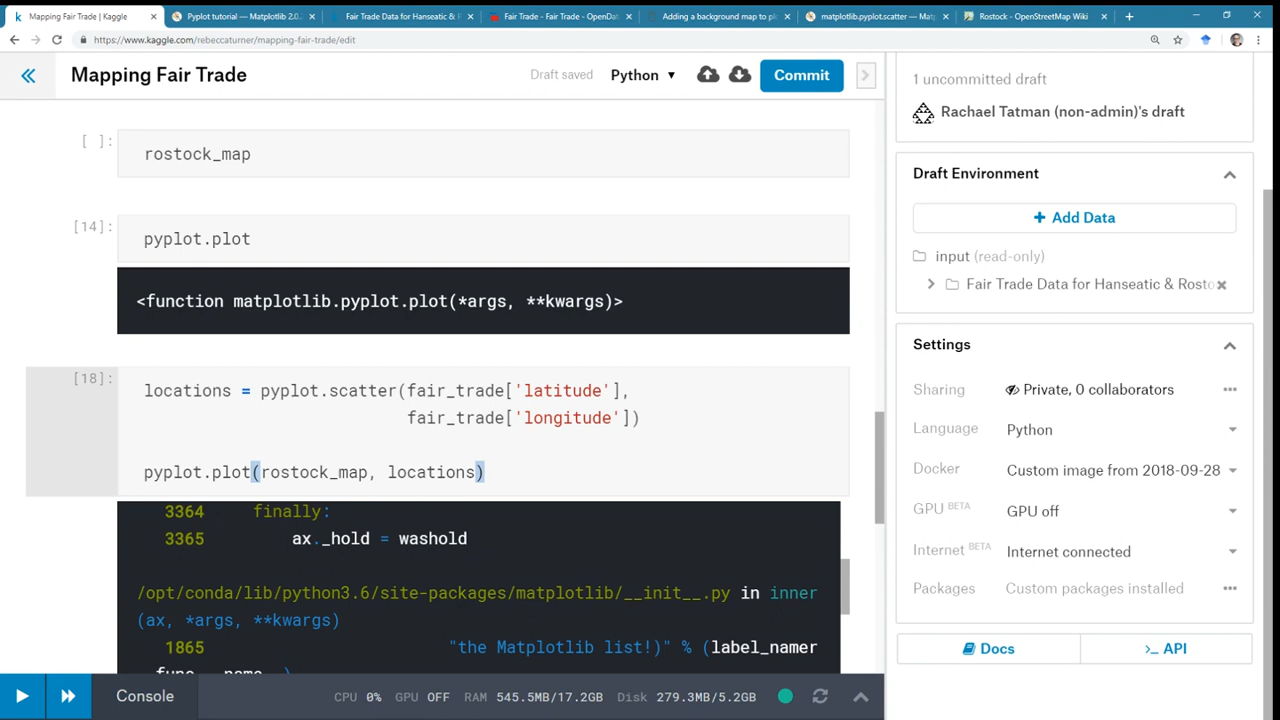 Mapping Fair Trade | Kaggle
Pyplot tutorial — Matplotlib 2.0.
Fair Trade Data for Hanseatic &
Fair Trade - Fair Trade - OpenDat
Adding a background map to pl
matplotlib.pyplot.scatter — Mat
Rostock - OpenStreetMap Wiki
https://www.kaggle.com/rebeccaturner/mapping-fair-trade/edit
Mapping Fair Trade
Draft saved
Python
Commit
[ ]:
rostock_map
[14]:
pyplot.plot
<function matplotlib.pyplot.plot(*args, **kwargs)>
[18]:
locations = pyplot.scatter(fair_trade['latitude'],
fair_trade['longitude'])
pyplot.plot(rostock_map, locations)
3364 finally:
3365 ax._hold = washold
/opt/conda/lib/python3.6/site-packages/matplotlib/__init__.py in inner
(ax, *args, **kwargs)
1865 "the Matplotlib list!)" % (label_namer
Console
CPU 0% GPU OFF RAM 545.5MB/17.2GB Disk 279.3MB/5.2GB
1 uncommitted draft
Rachael Tatman (non-admin)'s draft
Draft Environment
+ Add Data
input (read-only)
Fair Trade Data for Hanseatic & Rosto
Settings
Sharing Private, 0 collaborators
Language Python
Docker Custom image from 2018-09-28
GPU BETA GPU off
Internet BETA Internet connected
Packages Custom packages installed
Docs
>_ API